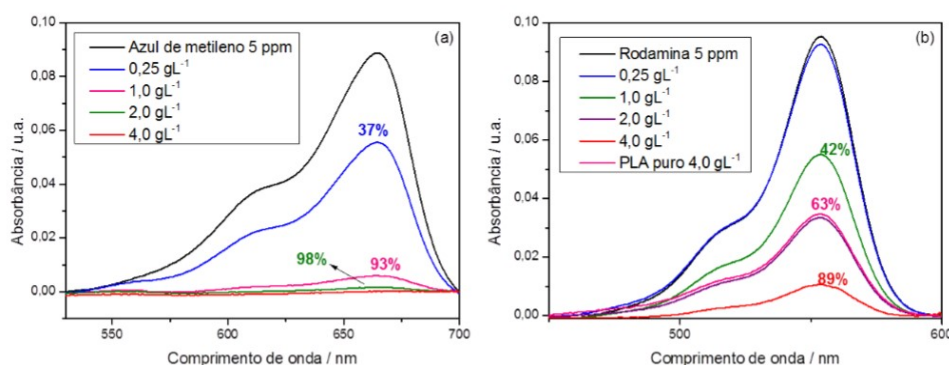 (a)
Azul de metileno 5 ppm
0,25 gL⁻¹
1,0 gL⁻¹
2,0 gL⁻¹
4,0 gL⁻¹
37%
98%
93%
0,10
0,08
0,06
0,04
0,02
0,00
Absorbância / u.a.
550
600
650
700
Comprimento de onda / nm
(b)
Rodamina 5 ppm
0,25 gL⁻¹
1,0 gL⁻¹
2,0 gL⁻¹
4,0 gL⁻¹
PLA puro 4,0 gL⁻¹
42%
63%
89%
0,10
0,08
0,06
0,04
0,02
0,00
Absorbância / u.a.
500
600
Comprimento de onda / nm